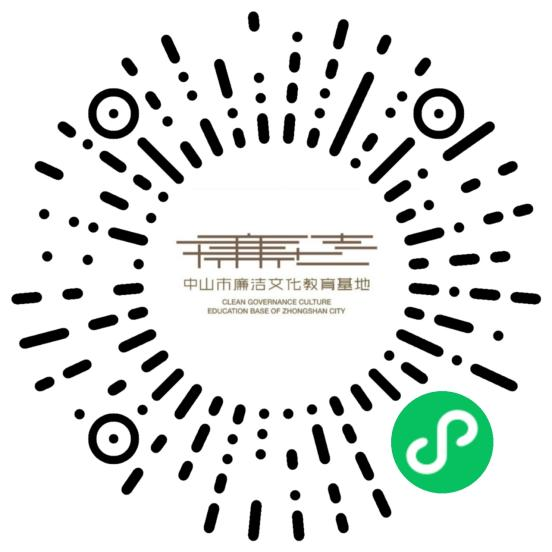 中山市廉洁文化教育基地
CLEAN GOVERNANCE CULTURE
EDUCATION BASE OF ZHONGSHAN CITY